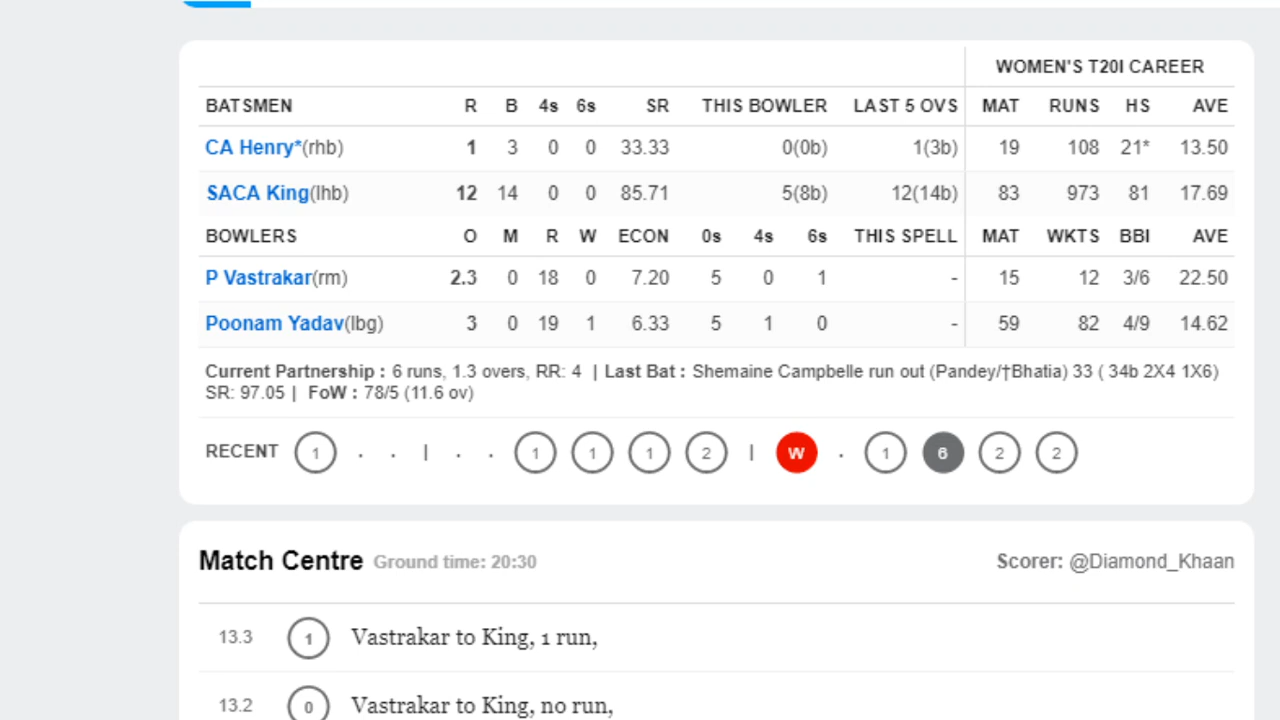 WOMEN'S T20I CAREER
BATSMEN R B 4s 6s SR THIS BOWLER LAST 5 OVS MAT RUNS HS AVE
CA Henry*(rhb) 1 3 0 0 33.33 0(0b) 1(3b) 19 108 21* 13.50
SACA King(lhb) 12 14 0 0 85.71 5(8b) 12(14b) 83 973 81 17.69
BOWLERS O M R W ECON 0s 4s 6s THIS SPELL MAT WKTS BBI AVE
P Vastrakar(rm) 2.3 0 18 0 7.20 5 0 1 - 15 12 3/6 22.50
Poonam Yadav(lbg) 3 0 19 1 6.33 5 1 0 - 59 82 4/9 14.62
Current Partnership : 6 runs, 1.3 overs, RR: 4 | Last Bat : Shemaine Campbelle run out (Pandey/†Bhatia) 33 ( 34b 2X4 1X6)
SR: 97.05 | FoW : 78/5 (11.6 ov)
RECENT 1 . . | . . 1 1 1 2 | W . 1 6 2 2
Match Centre Ground time: 20:30 Scorer: @Diamond_Khaan
13.3 1 Vastrakar to King, 1 run,
13.2 0 Vastrakar to King, no run,